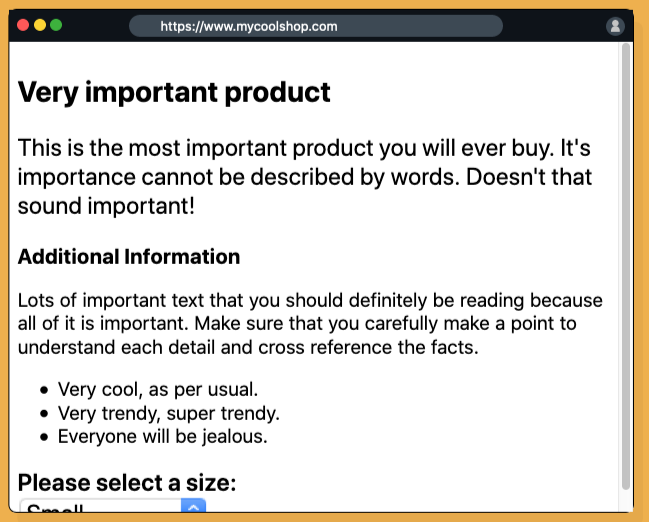 https://www.mycoolshop.com
Very important product
This is the most important product you will ever buy. It's
importance cannot be described by words. Doesn't that
sound important!
Additional Information
Lots of important text that you should definitely be reading because
all of it is important. Make sure that you carefully make a point to
understand each detail and cross reference the facts.
Very cool, as per usual.
Very trendy, super trendy.
Everyone will be jealous.
Please select a size:
Small